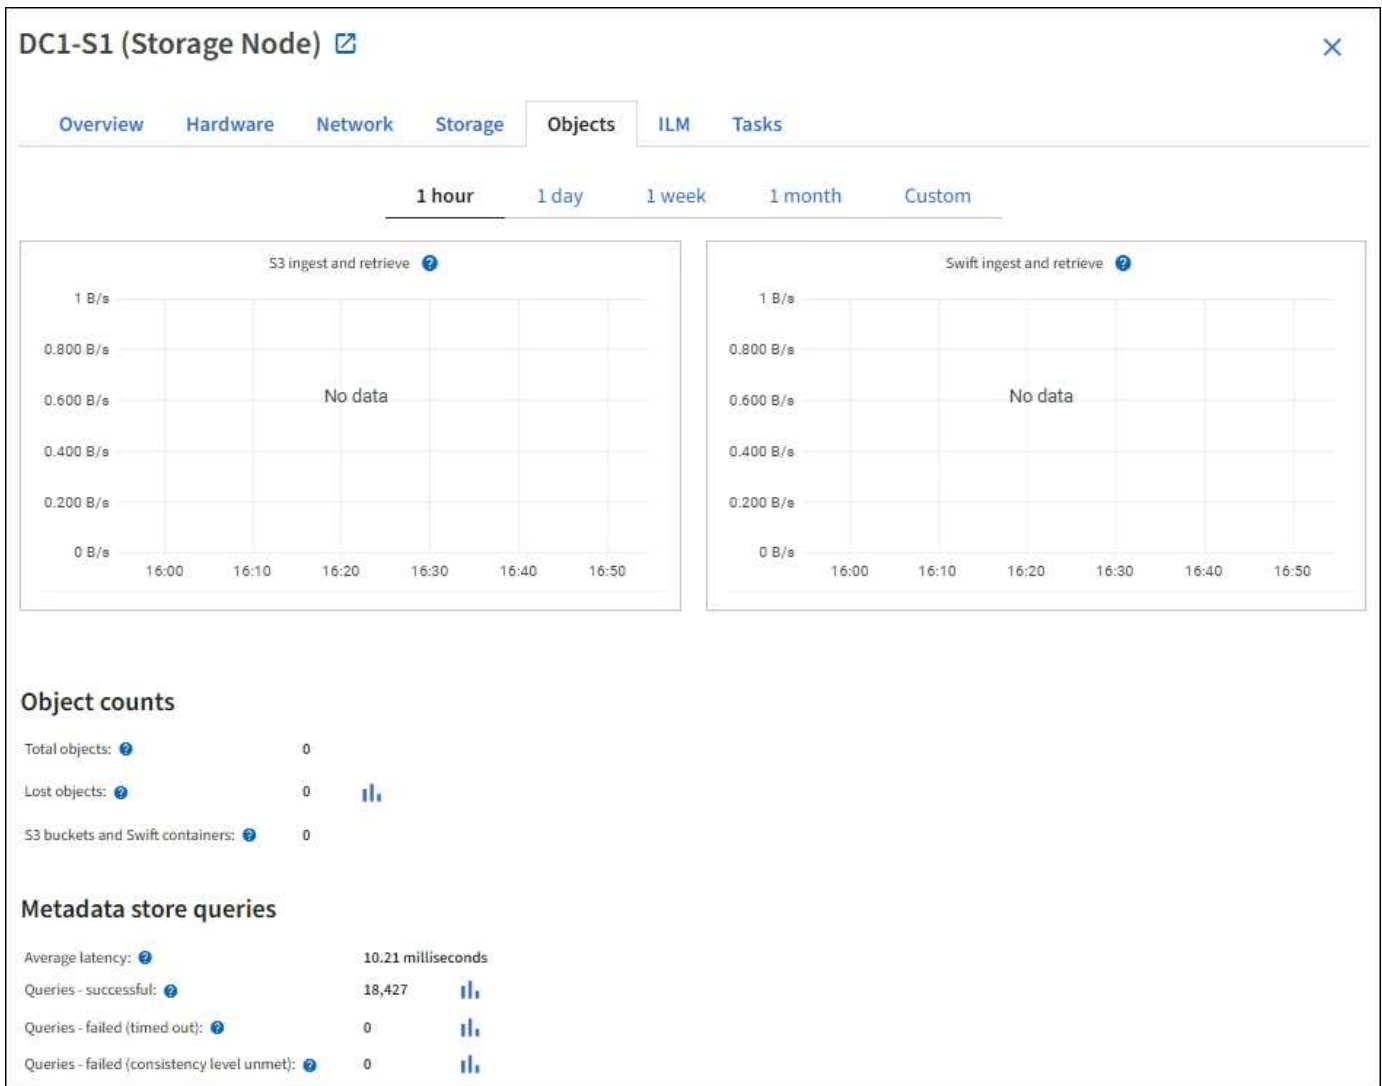 DC1-S1 (Storage Node)
Overview Hardware Network Storage Objects ILM Tasks
1 hour 1 day 1 week 1 month Custom
S3 ingest and retrieve
1 B/s
0.800 B/s
0.600 B/s
0.400 B/s
0.200 B/s
0 B/s
No data
16:00 16:10 16:20 16:30 16:40 16:50
Swift ingest and retrieve
1 B/s
0.800 B/s
0.600 B/s
0.400 B/s
0.200 B/s
0 B/s
No data
16:00 16:10 16:20 16:30 16:40 16:50
Object counts
Total objects: 0
Lost objects: 0
S3 buckets and Swift containers: 0
Metadata store queries
Average latency: 10.21 milliseconds
Queries - successful: 18,427
Queries - failed (timed out): 0
Queries - failed (consistency level unmet): 0